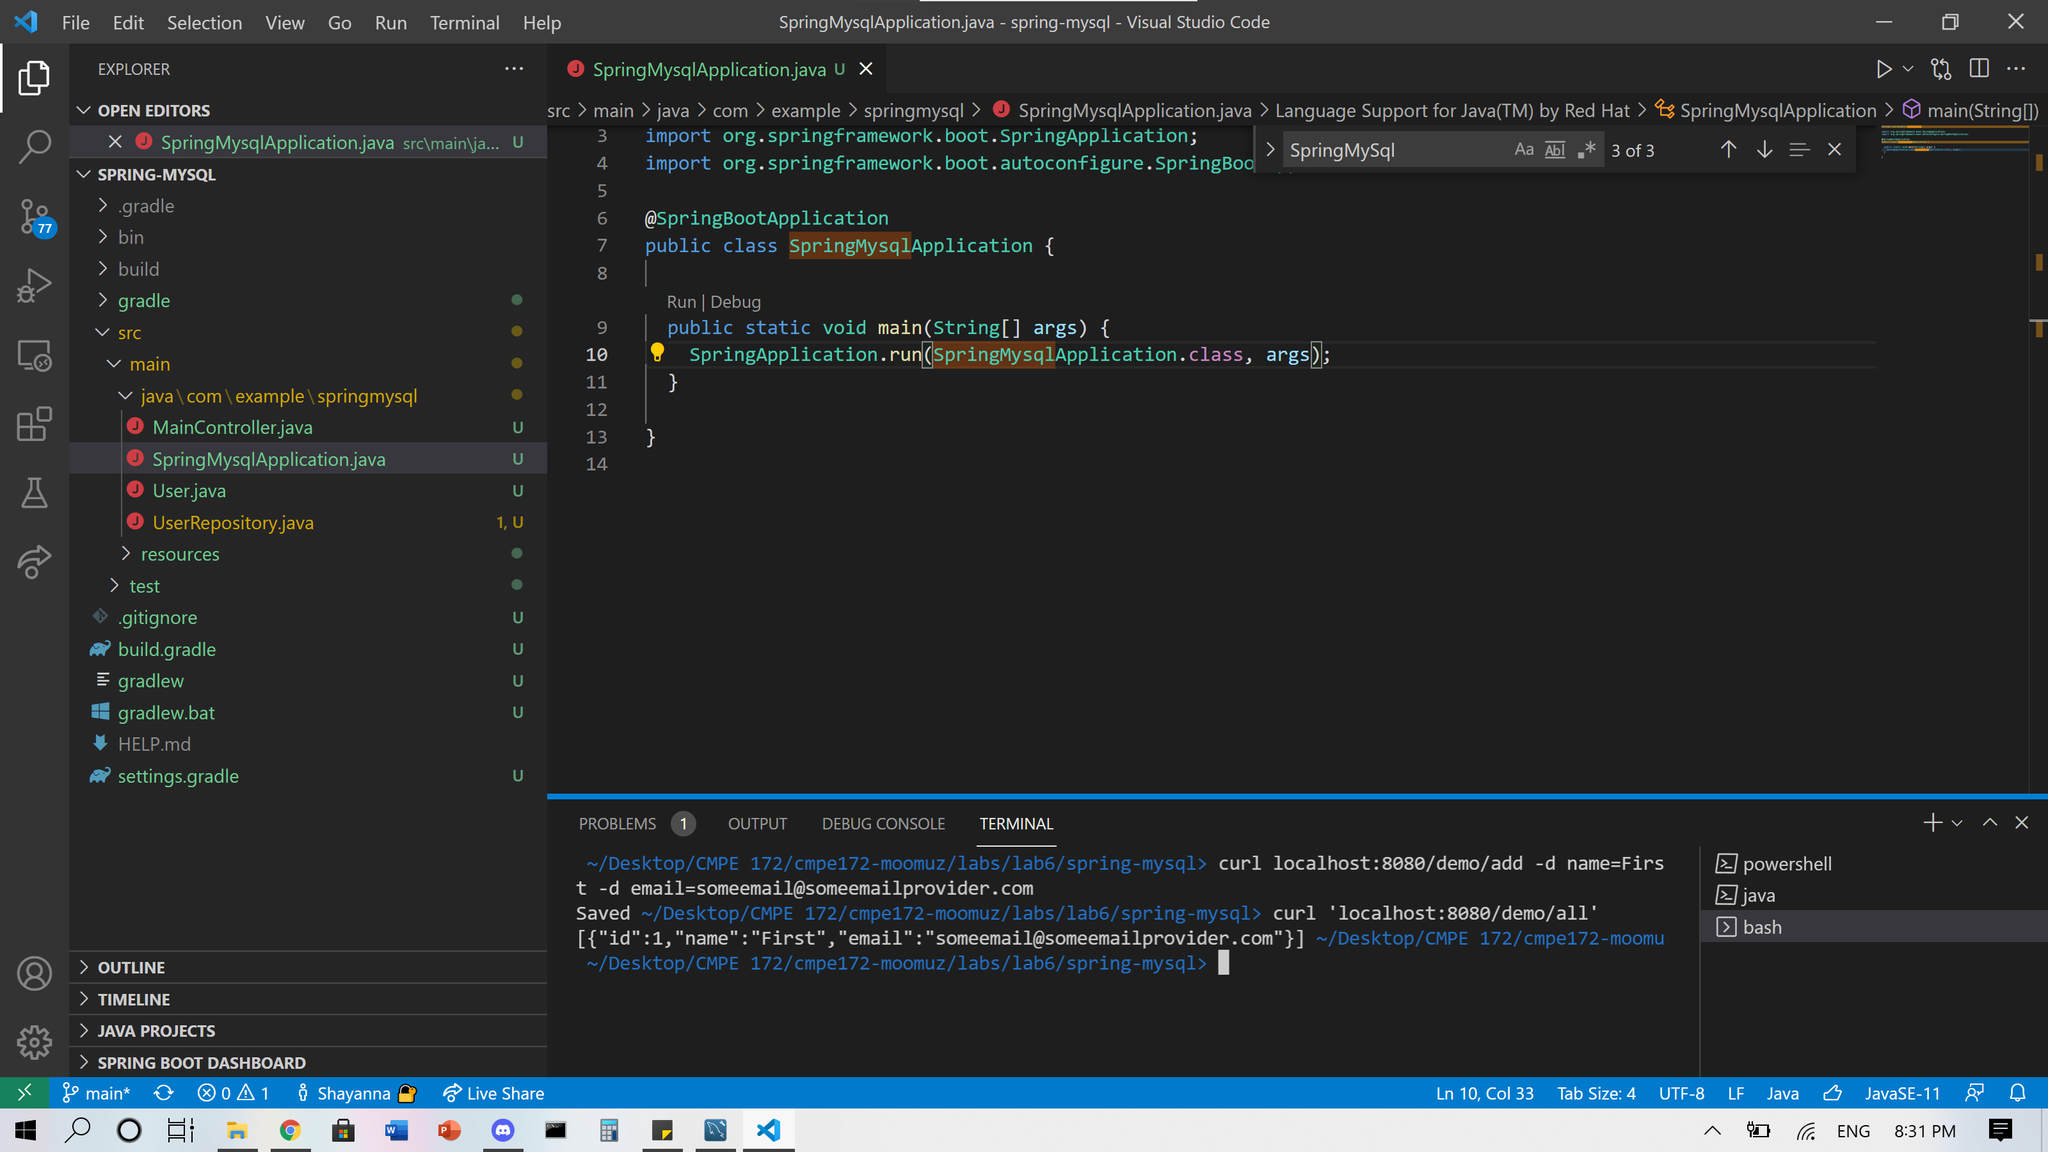 File Edit Selection View Go Run Terminal Help
SpringMysqlApplication.java - spring-mysql - Visual Studio Code
EXPLORER
OPEN EDITORS
SpringMysqlApplication.java src\main\ja... U
SPRING-MYSQL
.gradle
bin
build
gradle
src
main
java\com\example\springmysql
MainController.java U
SpringMysqlApplication.java U
User.java U
UserRepository.java 1, U
resources
test
.gitignore U
build.gradle U
gradlew U
gradlew.bat U
HELP.md
settings.gradle U
OUTLINE
TIMELINE
JAVA PROJECTS
SPRING BOOT DASHBOARD
77
SpringMysqlApplication.java U
src > main > java > com > example > springmysql > SpringMysqlApplication.java > Language Support for Java(TM) by Red Hat > SpringMysqlApplication > main(String[])
SpringMySql Aa Abl .* 3 of 3
3 import org.springframework.boot.SpringApplication;
4 import org.springframework.boot.autoconfigure.SpringBoo
5
6 @SpringBootApplication
7 public class SpringMysqlApplication {
8
Run | Debug
9 public static void main(String[] args) {
10 SpringApplication.run(SpringMysqlApplication.class, args);
11 }
12
13 }
14
PROBLEMS 1 OUTPUT DEBUG CONSOLE TERMINAL
~/Desktop/CMPE 172/cmpe172-moomuz/labs/lab6/spring-mysql> curl localhost:8080/demo/add -d name=Firs
t -d email=someemail@someemailprovider.com
Saved ~/Desktop/CMPE 172/cmpe172-moomuz/labs/lab6/spring-mysql> curl 'localhost:8080/demo/all'
[{"id":1,"name":"First","email":"someemail@someemailprovider.com"}] ~/Desktop/CMPE 172/cmpe172-moomu
~/Desktop/CMPE 172/cmpe172-moomuz/labs/lab6/spring-mysql>
powershell
java
bash
main* 0 1 Shayanna Live Share
Ln 10, Col 33 Tab Size: 4 UTF-8 LF Java JavaSE-11
ENG 8:31 PM